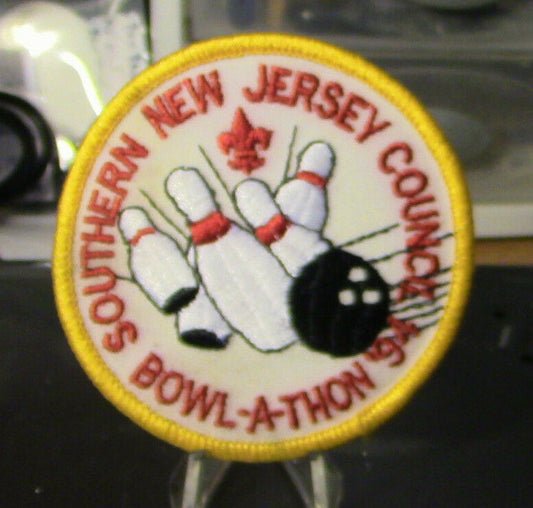 SOUTHERN NEW JERSEY COUNCIL
BOWL-A-THON '94